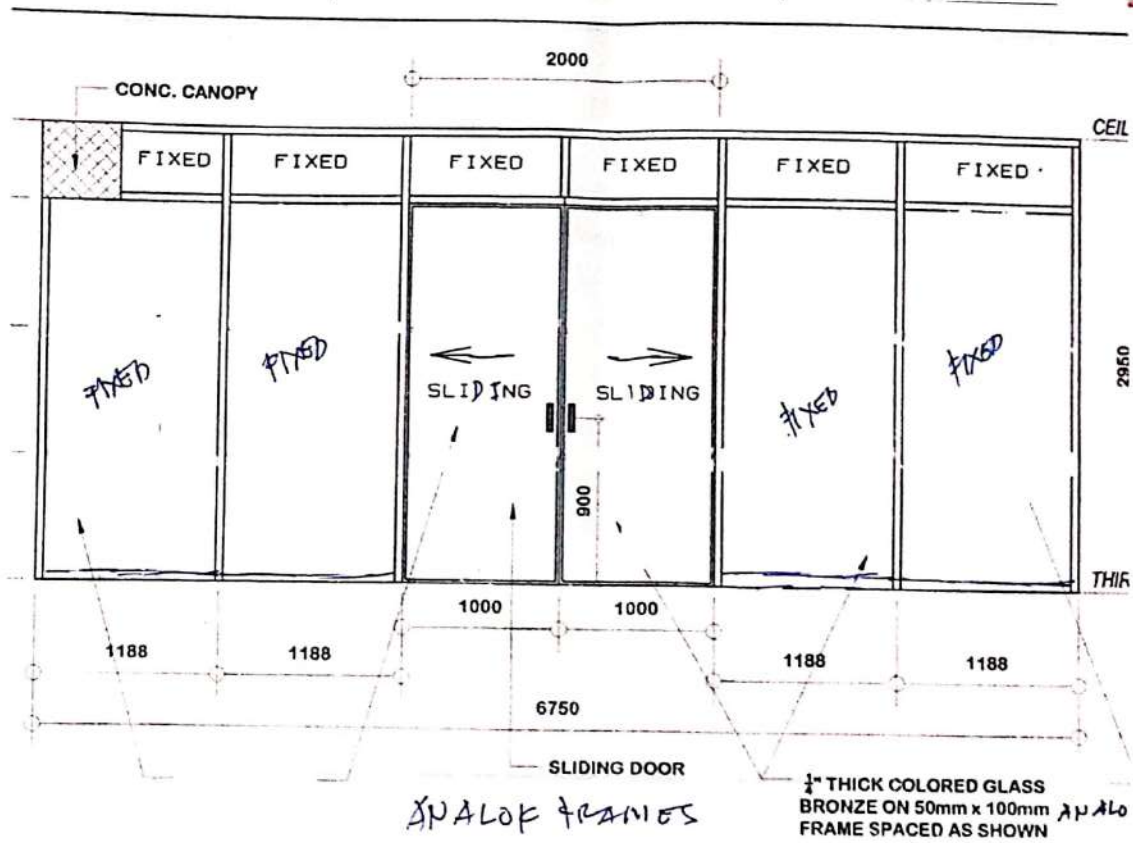 2000
CONC. CANOPY
CEIL
FIXED FIXED FIXED FIXED FIXED FIXED
FIXED FIXED FIXED FIXED
SLIDING SLIDING
2950
900
THIR
1000 1000
1188 1188 1188 1188
6750
SLIDING DOOR
ANALOK FRAMES
1/4" THICK COLORED GLASS
BRONZE ON 50mm x 100mm ANALO
FRAME SPACED AS SHOWN